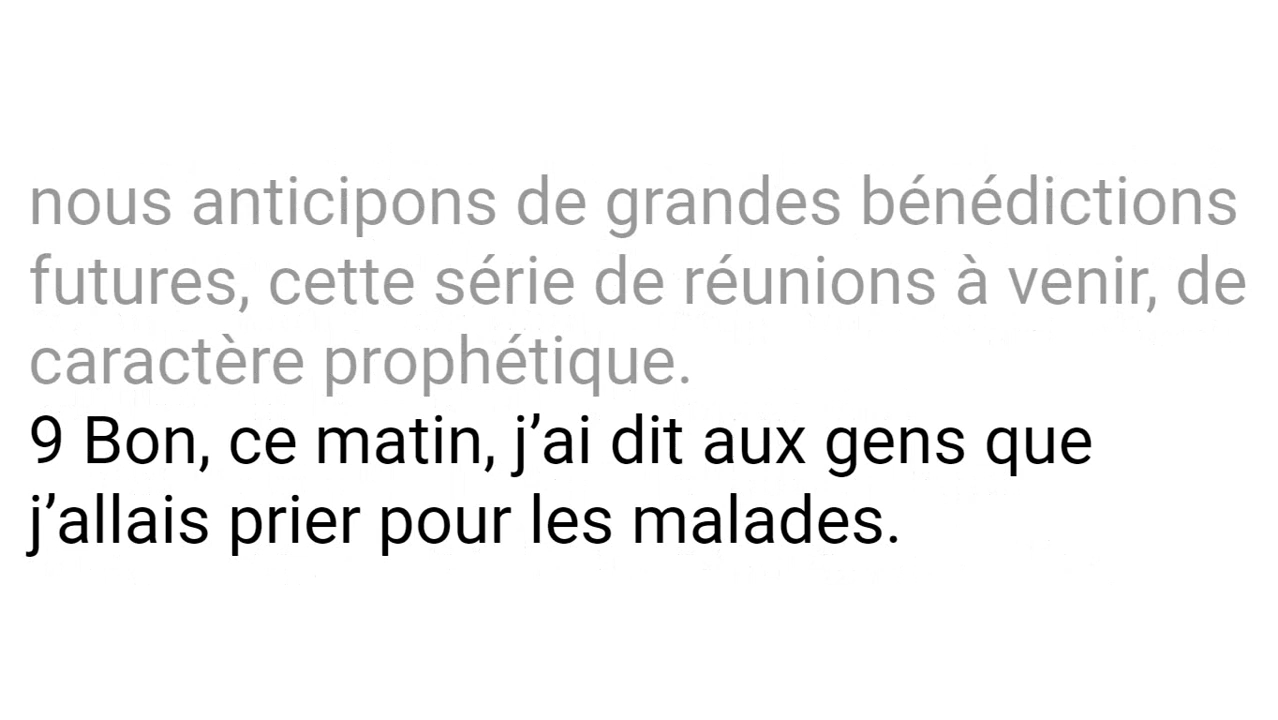 nous anticipons de grandes bénédictions
futures, cette série de réunions à venir, de
caractère prophétique.
9 Bon, ce matin, j’ai dit aux gens que
j’allais prier pour les malades.